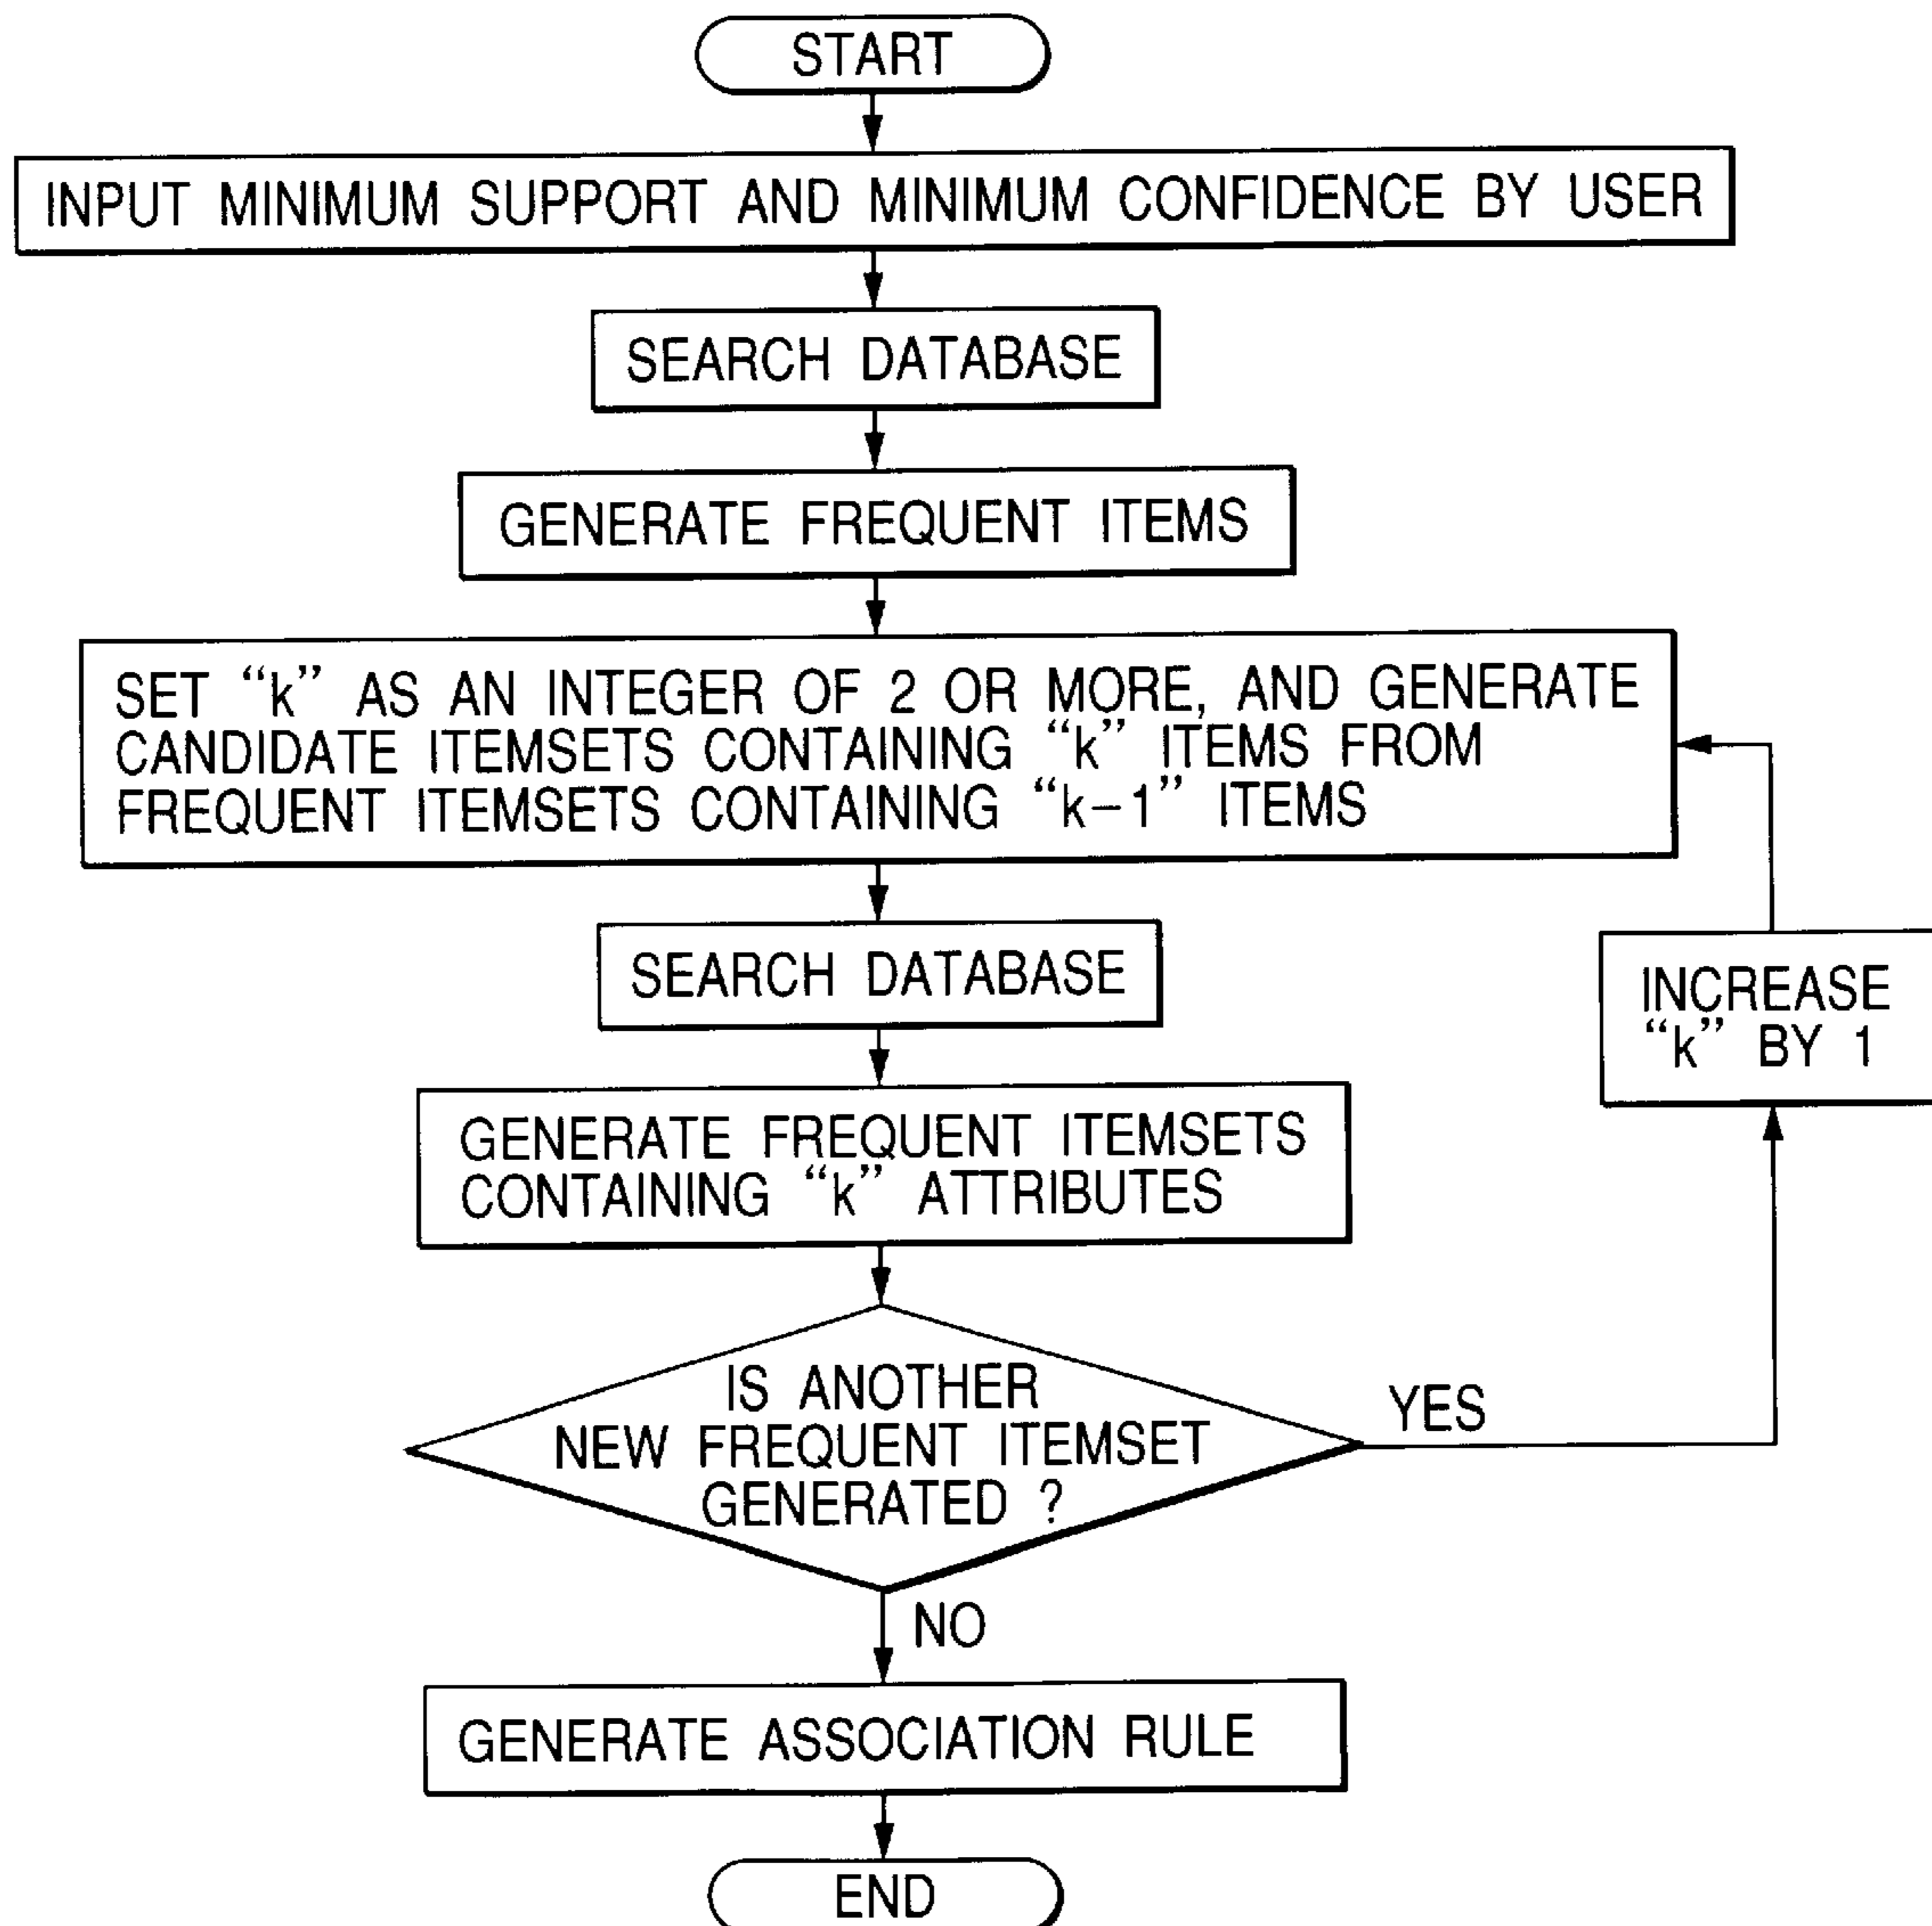 START
INPUT MINIMUM SUPPORT AND MINIMUM CONFIDENCE BY USER
SEARCH DATABASE
GENERATE FREQUENT ITEMS
SET “k” AS AN INTEGER OF 2 OR MORE, AND GENERATE
CANDIDATE ITEMSETS CONTAINING “k” ITEMS FROM
FREQUENT ITEMSETS CONTAINING “k−1” ITEMS
SEARCH DATABASE
INCREASE
“k” BY 1
GENERATE FREQUENT ITEMSETS
CONTAINING “k” ATTRIBUTES
IS ANOTHER
NEW FREQUENT ITEMSET
GENERATED ?
YES
NO
GENERATE ASSOCIATION RULE
END